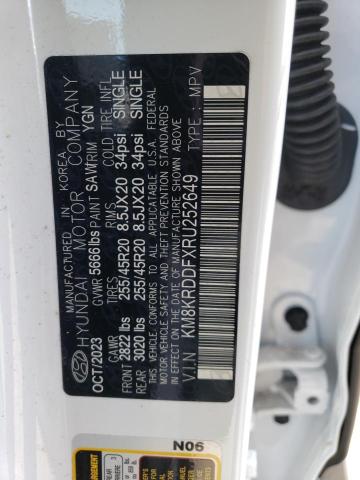 MADE IN KOREA BY
HYUNDAI MOTOR COMPANY
OCT/2023 GVWR 5666lbs PAINT SAW TRIM YGN
GAWR TIRES RIMS COLD TIRE INFL
FRONT 2822 lbs 255/45R20 8.5JX20 34psi SINGLE
REAR 3020 lbs 255/45R20 8.5JX20 34psi SINGLE
THIS VEHICLE CONFORMS TO ALL APPLICABLE U.S.A. FEDERAL
MOTOR VEHICLE SAFETY AND THEFT PREVENTION STANDARDS
IN EFFECT ON THE DATE OF MANUFACTURE SHOWN ABOVE.
V.I.N : KM8KRDDFXRU252649 TYPE : MPV
N06